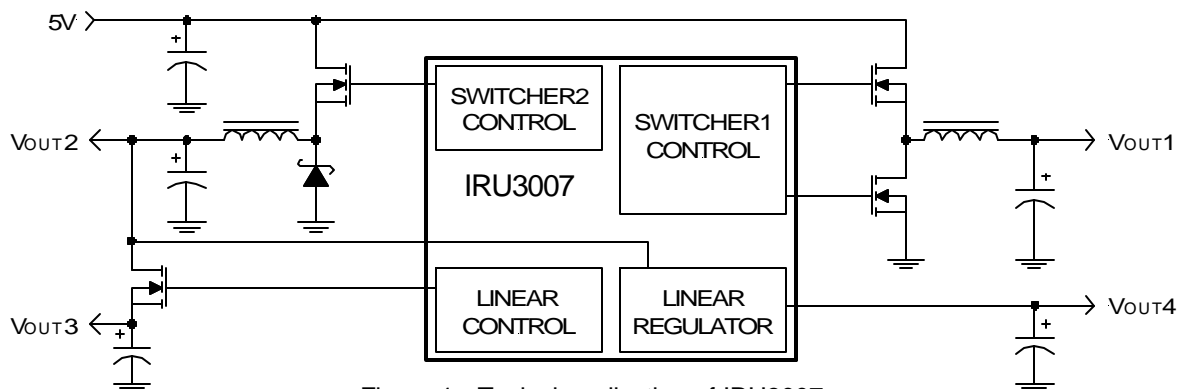 5V
SWITCHER2
CONTROL
SWITCHER1
CONTROL
VOUT2
VOUT1
IRU3007
LINEAR
CONTROL
LINEAR
REGULATOR
VOUT3
VOUT4